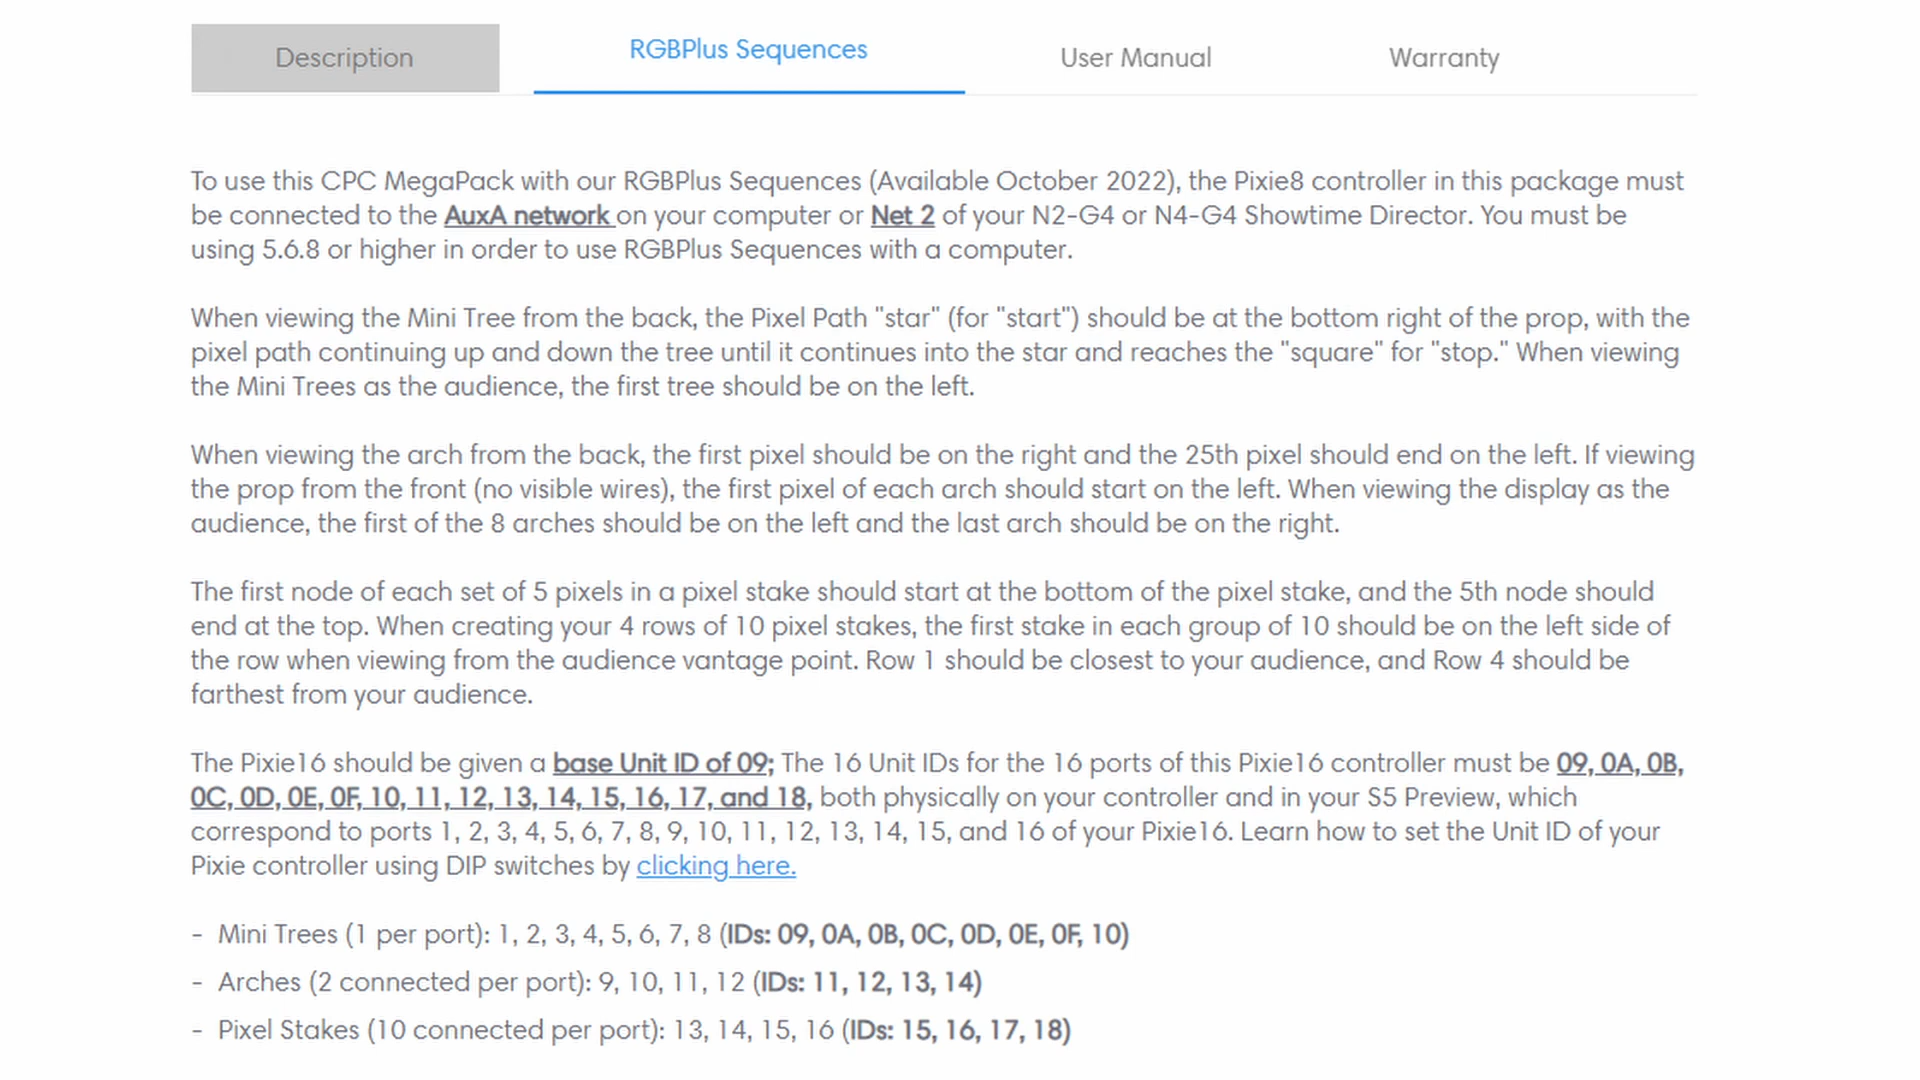 Description
RGBPlus Sequences
User Manual
Warranty
To use this CPC MegaPack with our RGBPlus Sequences (Available October 2022), the Pixie8 controller in this package must
be connected to the AuxA network on your computer or Net 2 of your N2-G4 or N4-G4 Showtime Director. You must be
using 5.6.8 or higher in order to use RGBPlus Sequences with a computer.
When viewing the Mini Tree from the back, the Pixel Path "star" (for "start") should be at the bottom right of the prop, with the
pixel path continuing up and down the tree until it continues into the star and reaches the "square" for "stop." When viewing
the Mini Trees as the audience, the first tree should be on the left.
When viewing the arch from the back, the first pixel should be on the right and the 25th pixel should end on the left. If viewing
the prop from the front (no visible wires), the first pixel of each arch should start on the left. When viewing the display as the
audience, the first of the 8 arches should be on the left and the last arch should be on the right.
The first node of each set of 5 pixels in a pixel stake should start at the bottom of the pixel stake, and the 5th node should
end at the top. When creating your 4 rows of 10 pixel stakes, the first stake in each group of 10 should be on the left side of
the row when viewing from the audience vantage point. Row 1 should be closest to your audience, and Row 4 should be
farthest from your audience.
The Pixie16 should be given a base Unit ID of 09; The 16 Unit IDs for the 16 ports of this Pixie16 controller must be 09, 0A, 0B,
0C, 0D, 0E, 0F, 10, 11, 12, 13, 14, 15, 16, 17, and 18, both physically on your controller and in your S5 Preview, which
correspond to ports 1, 2, 3, 4, 5, 6, 7, 8, 9, 10, 11, 12, 13, 14, 15, and 16 of your Pixie16. Learn how to set the Unit ID of your
Pixie controller using DIP switches by clicking here.
- Mini Trees (1 per port): 1, 2, 3, 4, 5, 6, 7, 8 (IDs: 09, 0A, 0B, 0C, 0D, 0E, 0F, 10)
- Arches (2 connected per port): 9, 10, 11, 12 (IDs: 11, 12, 13, 14)
- Pixel Stakes (10 connected per port): 13, 14, 15, 16 (IDs: 15, 16, 17, 18)